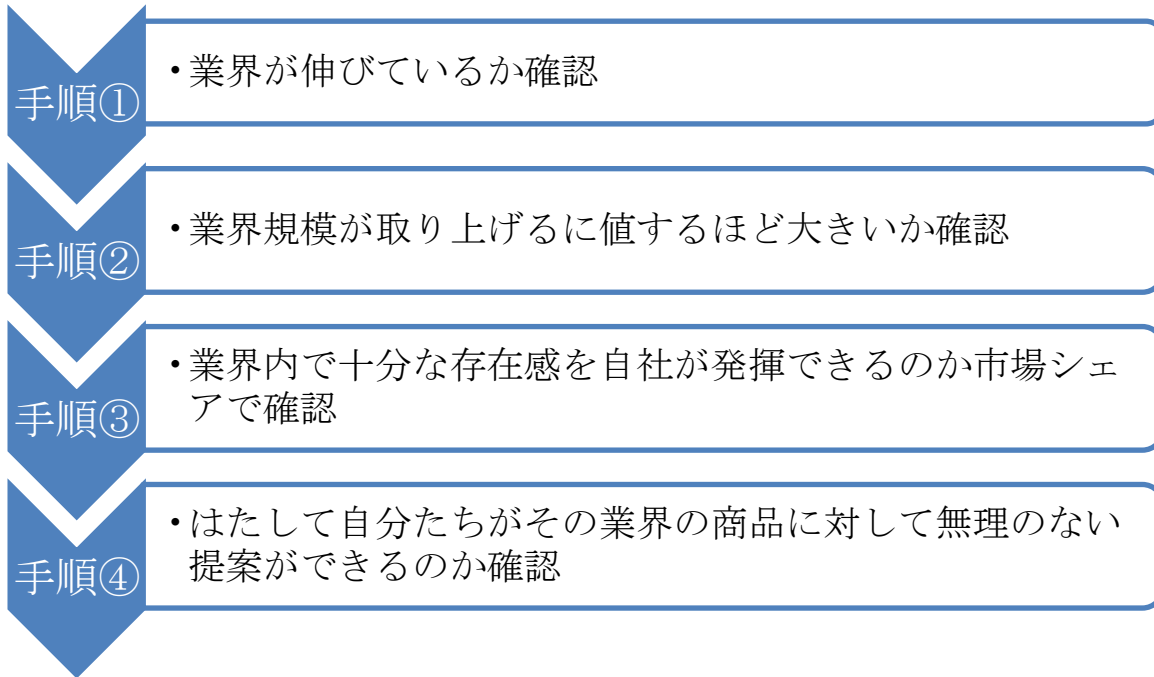 手順①
・業界が伸びているか確認
手順②
・業界規模が取り上げるに値するほど大きいか確認
手順③
・業界内で十分な存在感を自社が発揮できるのか市場シェ
アで確認
手順④
・はたして自分たちがその業界の商品に対して無理のない
提案ができるのか確認